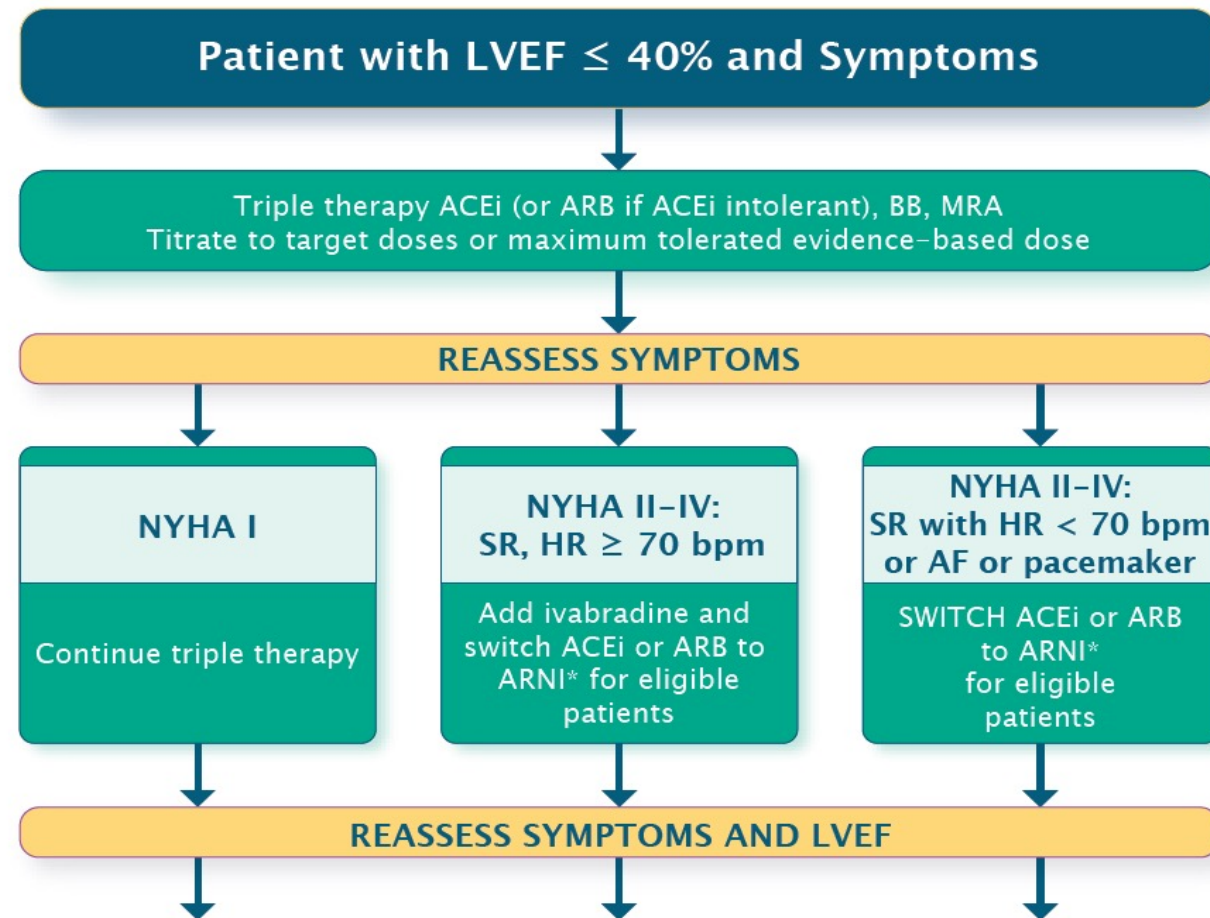 Patient with LVEF ≤ 40% and Symptoms
Triple therapy ACEi (or ARB if ACEi intolerant), BB, MRA
Titrate to target doses or maximum tolerated evidence-based dose
REASSESS SYMPTOMS
NYHA I
Continue triple therapy
NYHA II-IV:
SR, HR ≥ 70 bpm
Add ivabradine and
switch ACEi or ARB to
ARNI* for eligible
patients
NYHA II-IV:
SR with HR < 70 bpm
or AF or pacemaker
SWITCH ACEi or ARB
to ARNI*
for eligible
patients
REASSESS SYMPTOMS AND LVEF